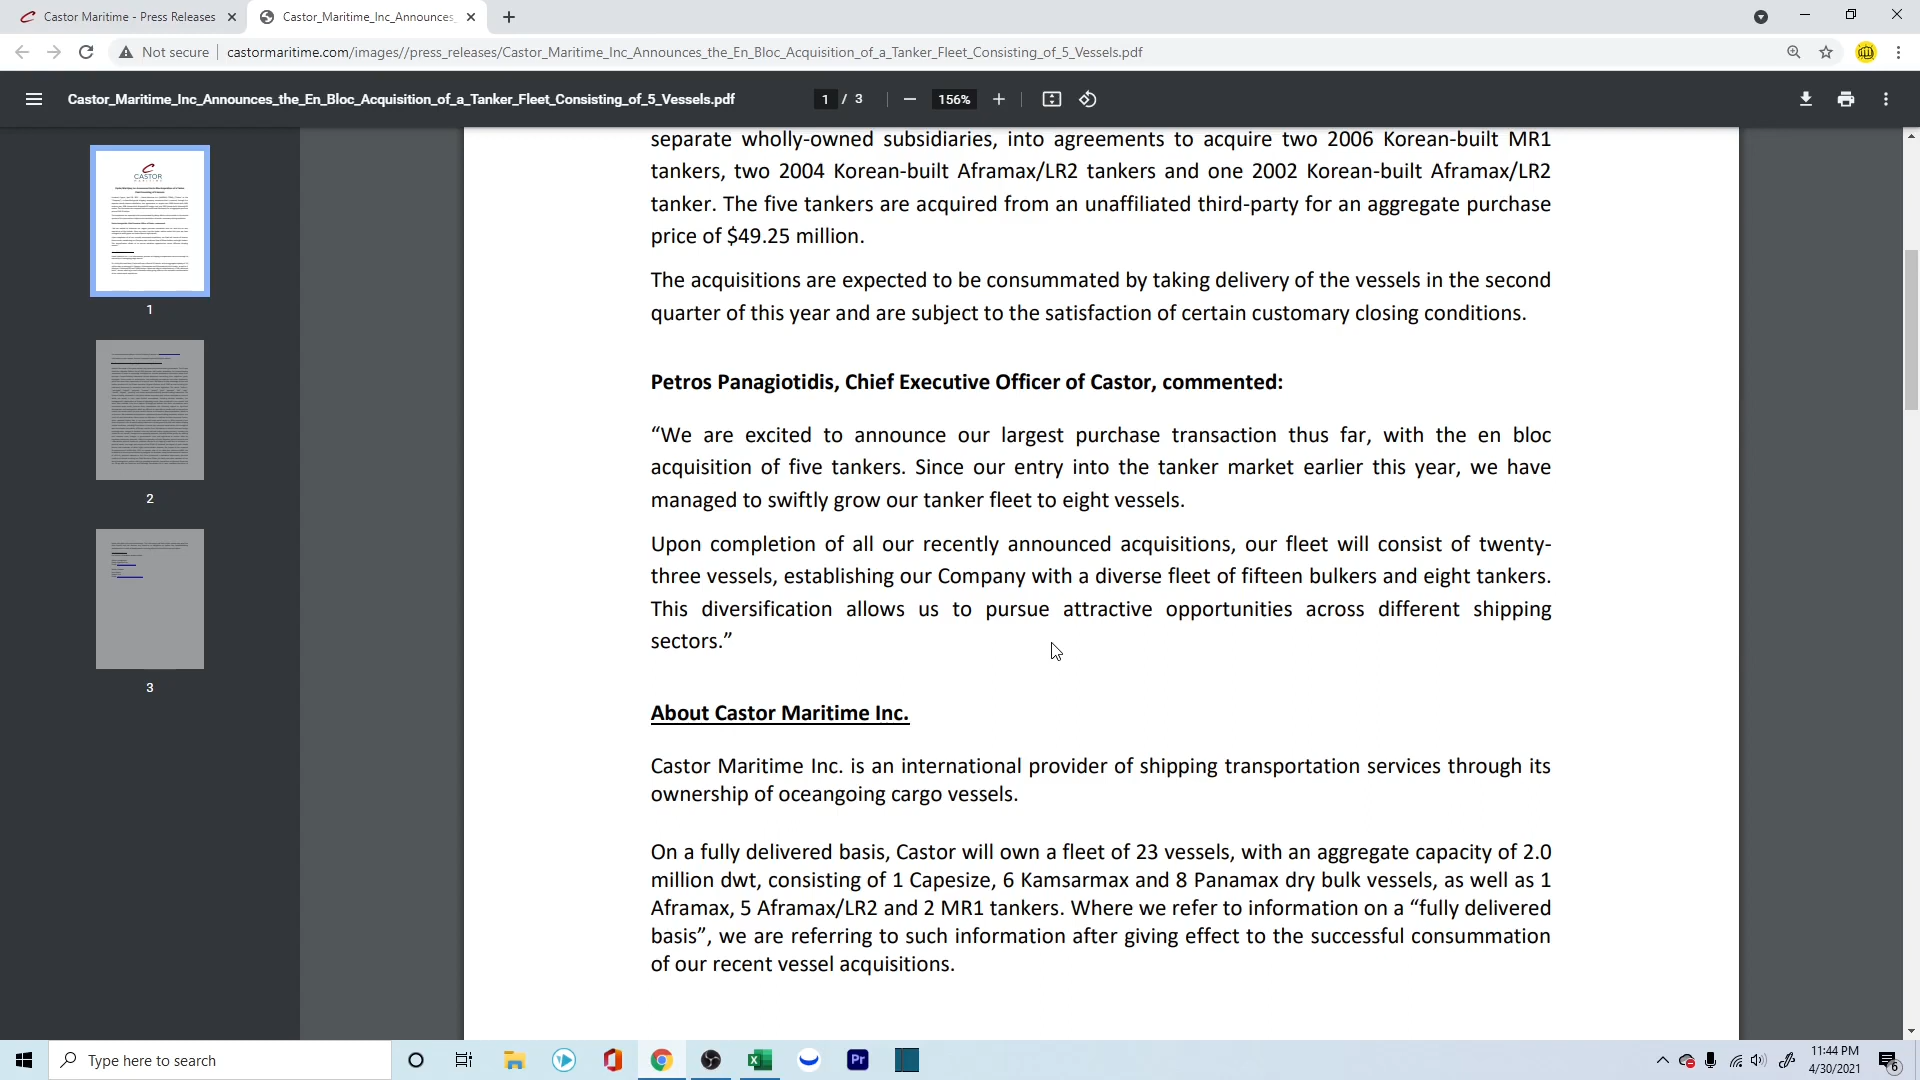 Castor Maritime - Press Releases
Castor_Maritime_Inc_Announces_
Not secure
castormaritime.com/images//press_releases/Castor_Maritime_Inc_Announces_the_En_Bloc_Acquisition_of_a_Tanker_Fleet_Consisting_of_5_Vessels.pdf
Castor_Maritime_Inc_Announces_the_En_Bloc_Acquisition_of_a_Tanker_Fleet_Consisting_of_5_Vessels.pdf
1 / 3
156%
CASTOR
1
2
3
separate wholly-owned subsidiaries, into agreements to acquire two 2006 Korean-built MR1
tankers, two 2004 Korean-built Aframax/LR2 tankers and one 2002 Korean-built Aframax/LR2
tanker. The five tankers are acquired from an unaffiliated third-party for an aggregate purchase
price of $49.25 million.
The acquisitions are expected to be consummated by taking delivery of the vessels in the second
quarter of this year and are subject to the satisfaction of certain customary closing conditions.
Petros Panagiotidis, Chief Executive Officer of Castor, commented:
“We are excited to announce our largest purchase transaction thus far, with the en bloc
acquisition of five tankers. Since our entry into the tanker market earlier this year, we have
managed to swiftly grow our tanker fleet to eight vessels.
Upon completion of all our recently announced acquisitions, our fleet will consist of twenty-
three vessels, establishing our Company with a diverse fleet of fifteen bulkers and eight tankers.
This diversification allows us to pursue attractive opportunities across different shipping
sectors.”
About Castor Maritime Inc.
Castor Maritime Inc. is an international provider of shipping transportation services through its
ownership of oceangoing cargo vessels.
On a fully delivered basis, Castor will own a fleet of 23 vessels, with an aggregate capacity of 2.0
million dwt, consisting of 1 Capesize, 6 Kamsarmax and 8 Panamax dry bulk vessels, as well as 1
Aframax, 5 Aframax/LR2 and 2 MR1 tankers. Where we refer to information on a “fully delivered
basis”, we are referring to such information after giving effect to the successful consummation
of our recent vessel acquisitions.
Type here to search
Pr
11:44 PM
4/30/2021
6